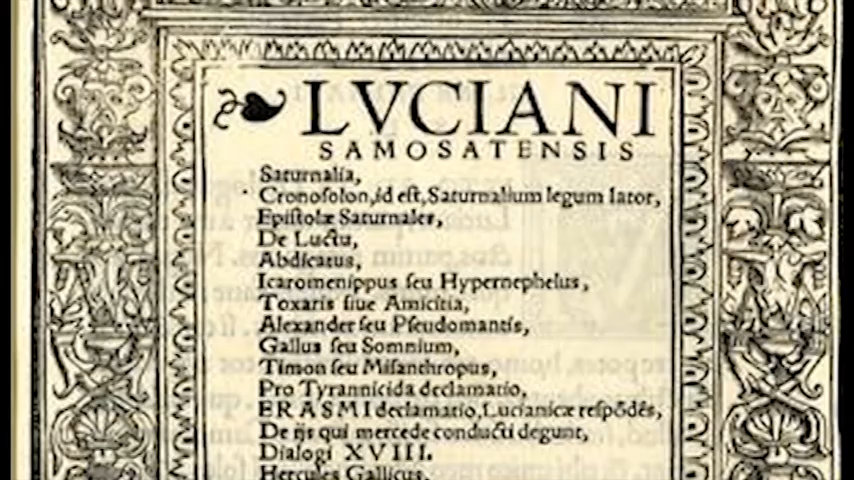 LVCIANI
SAMOSATENSIS
Saturnalia,
Cronosolon, id est, Saturnalium legum lator,
Epistolæ Saturnales,
De Luctu,
Abdicatus,
Icaromenippus seu Hypernephelus,
Toxaris siue Amicitia,
Alexander seu Pseudomantis,
Gallus seu Somnium,
Timon seu Misanthropus,
Pro Tyrannicida declamatio,
ERASMI declamatio, Lucianicæ respõdẽs,
De ijs qui mercede conducti degunt,
Dialogi XVIII.
Hercules Gallicus,